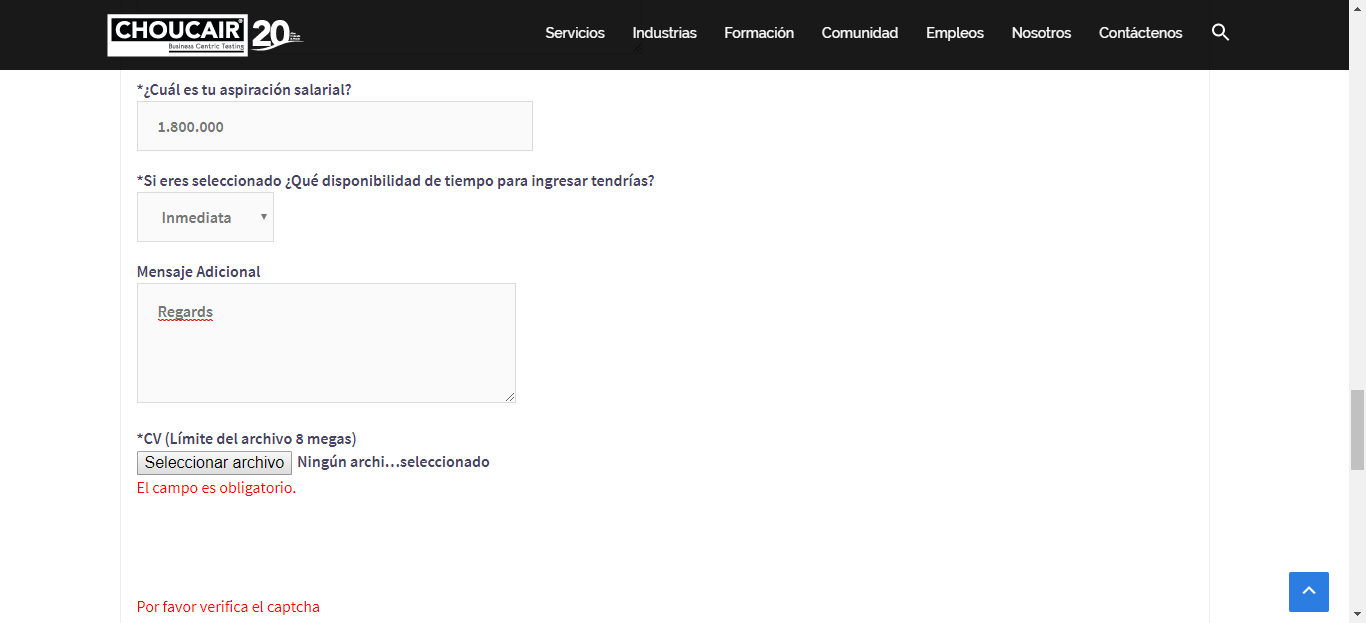 CHOUCAIR®
Business Centric Testing
20
Servicios Industrias Formación Comunidad Empleos Nosotros Contáctenos
*¿Cuál es tu aspiración salarial?
1.800.000
*Si eres seleccionado ¿Qué disponibilidad de tiempo para ingresar tendrías?
Inmediata
Mensaje Adicional
Regards
*CV (Límite del archivo 8 megas)
Seleccionar archivo Ningún archi...seleccionado
El campo es obligatorio.
Por favor verifica el captcha